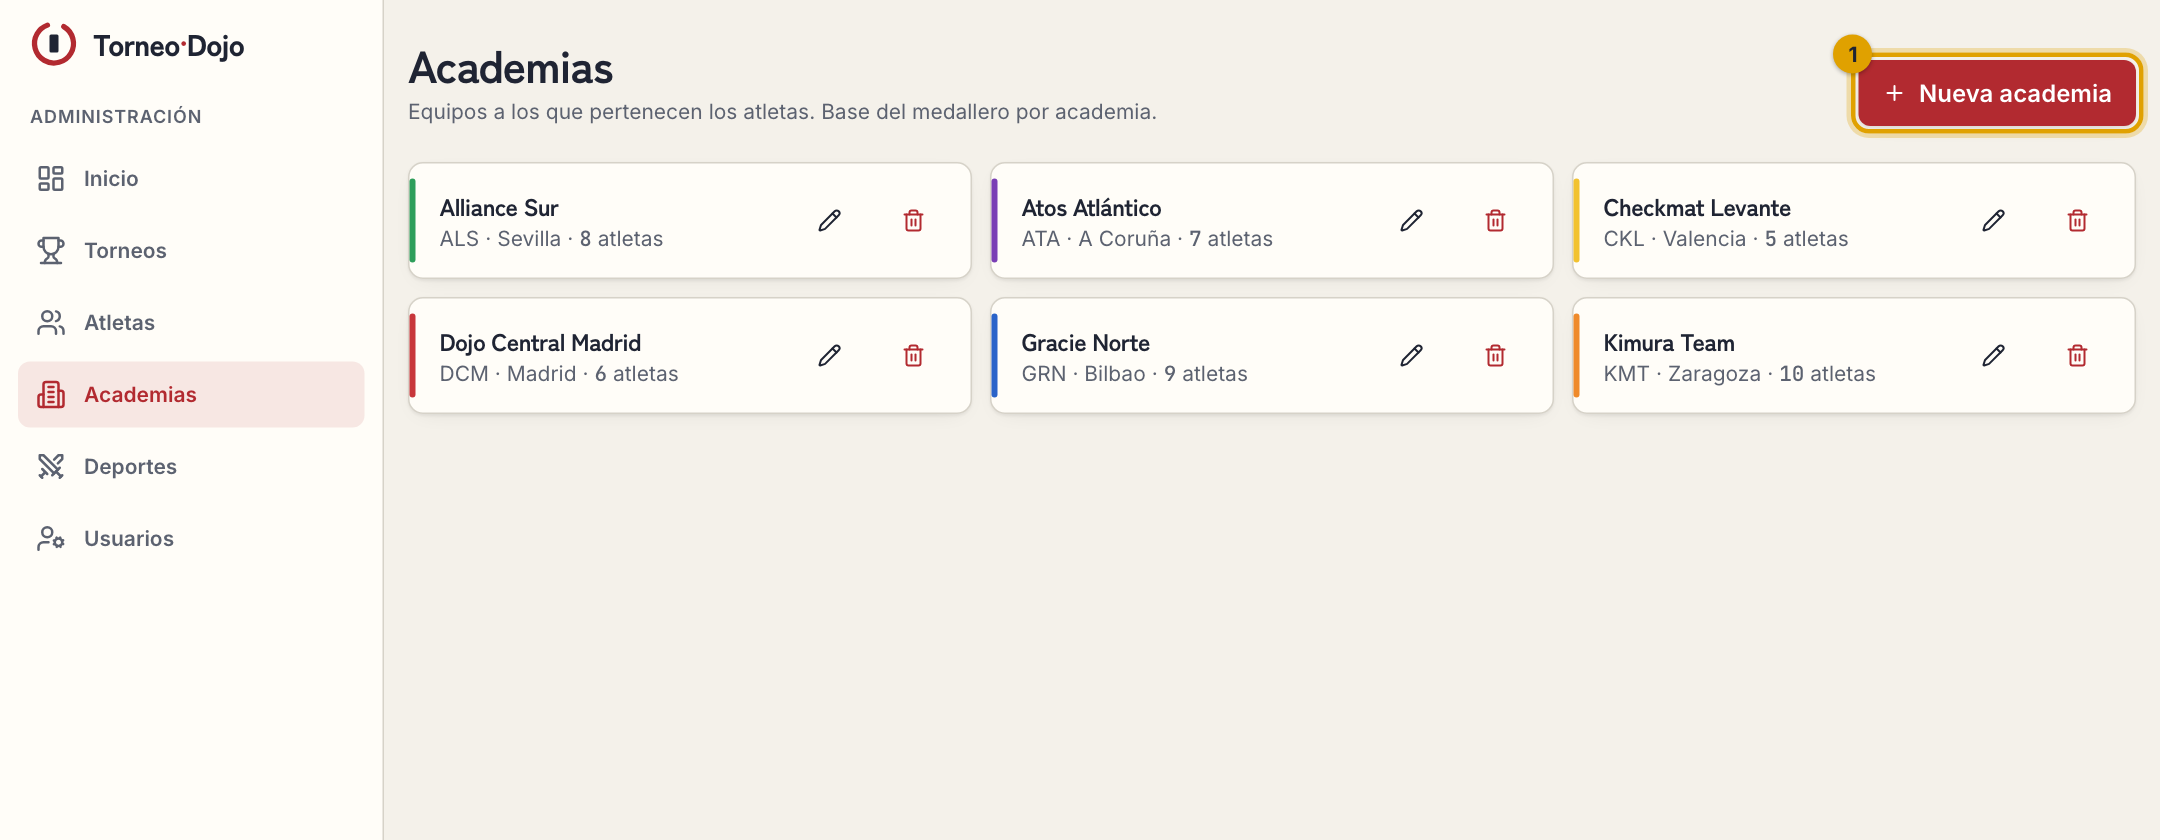 Torneo·Dojo
ADMINISTRACIÓN
Inicio
Torneos
Atletas
Academias
Deportes
Usuarios
Academias
Equipos a los que pertenecen los atletas. Base del medallero por academia.
1
+ Nueva academia
Alliance Sur
ALS · Sevilla · 8 atletas
Atos Atlántico
ATA · A Coruña · 7 atletas
Checkmat Levante
CKL · Valencia · 5 atletas
Dojo Central Madrid
DCM · Madrid · 6 atletas
Gracie Norte
GRN · Bilbao · 9 atletas
Kimura Team
KMT · Zaragoza · 10 atletas